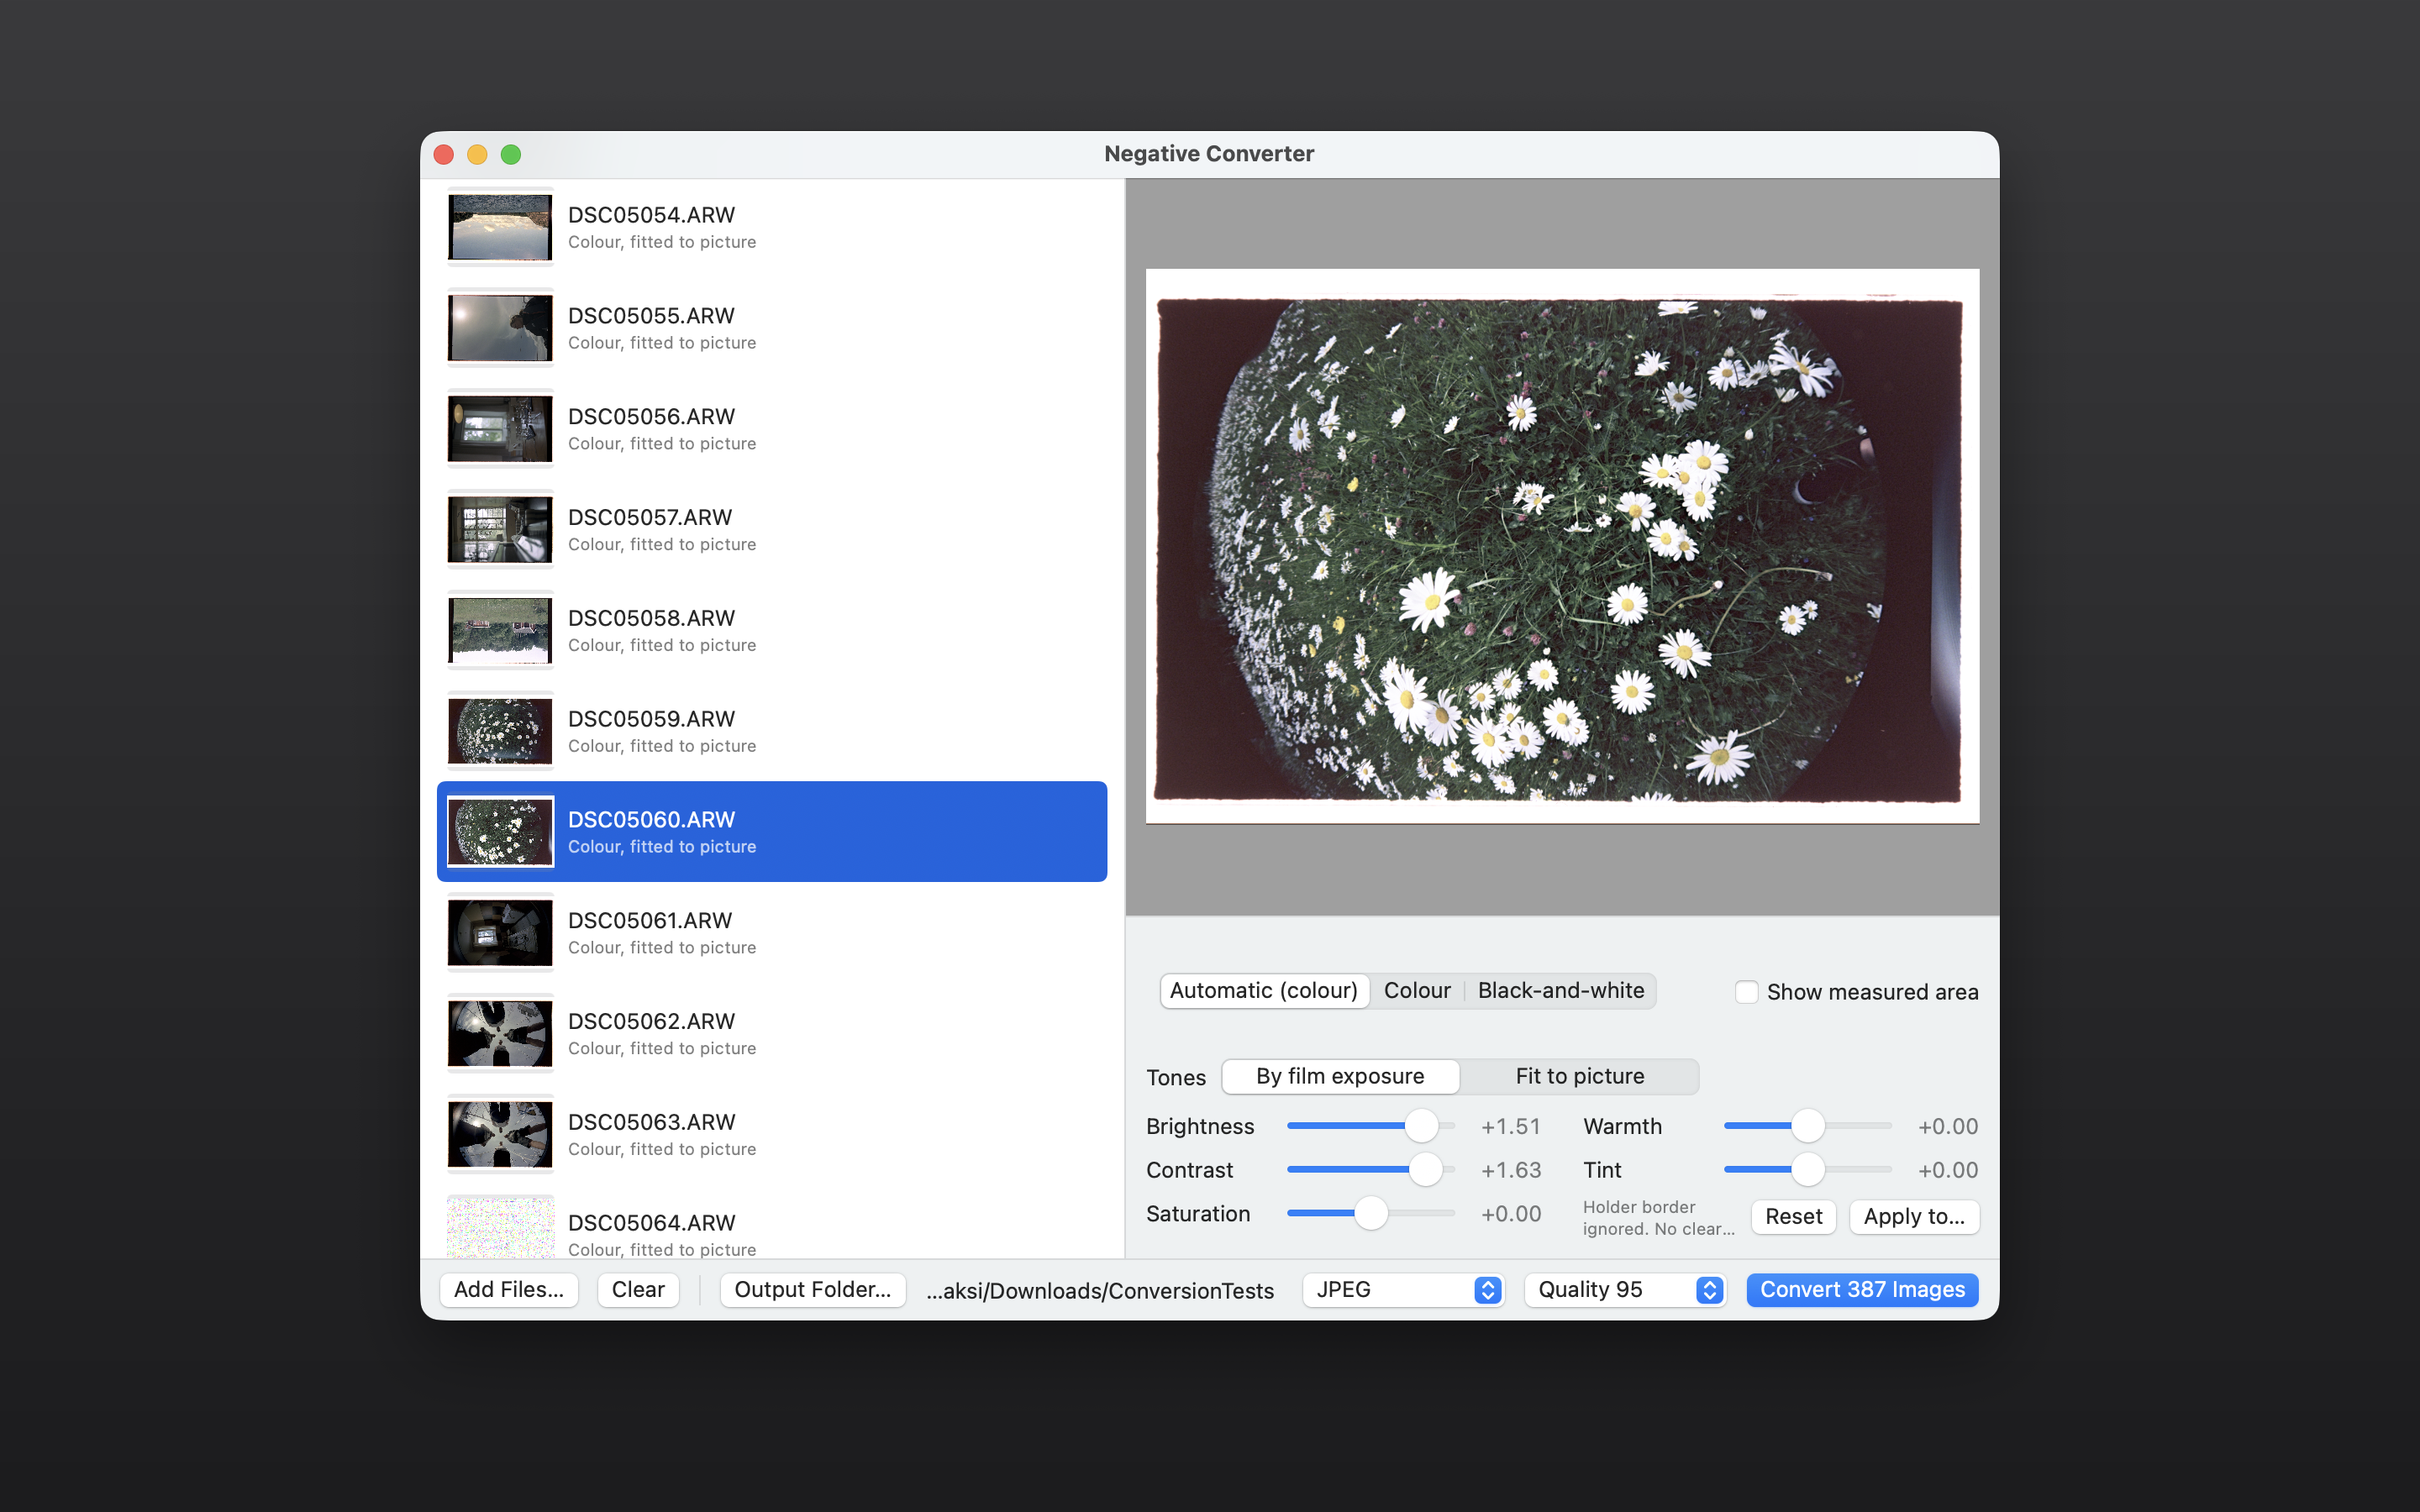 Negative Converter
DSC05054.ARW
Colour, fitted to picture
DSC05055.ARW
Colour, fitted to picture
DSC05056.ARW
Colour, fitted to picture
DSC05057.ARW
Colour, fitted to picture
DSC05058.ARW
Colour, fitted to picture
DSC05059.ARW
Colour, fitted to picture
DSC05060.ARW
Colour, fitted to picture
DSC05061.ARW
Colour, fitted to picture
DSC05062.ARW
Colour, fitted to picture
DSC05063.ARW
Colour, fitted to picture
DSC05064.ARW
Colour, fitted to picture
Automatic (colour) Colour Black-and-white Show measured area
Tones By film exposure Fit to picture
Brightness +1.51 Warmth +0.00
Contrast +1.63 Tint +0.00
Saturation +0.00
Holder border
ignored. No clear...
Reset Apply to...
Add Files... Clear Output Folder... ...aksi/Downloads/ConversionTests JPEG Quality 95 Convert 387 Images